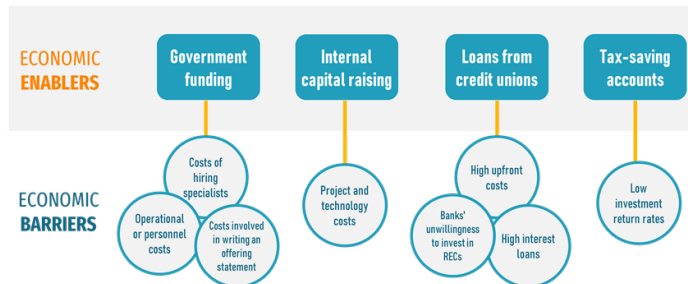 ECONOMIC
ENABLERS
Government
funding
Internal
capital raising
Loans from
credit unions
Tax-saving
accounts
ECONOMIC
BARRIERS
Costs of
hiring
specialists
Operational
or personnel
costs
Costs involved
in writing an
offering
statement
Project and
technology
costs
High upfront
costs
Banks'
unwillingness
to invest in
RECs
High interest
loans
Low
investment
return rates